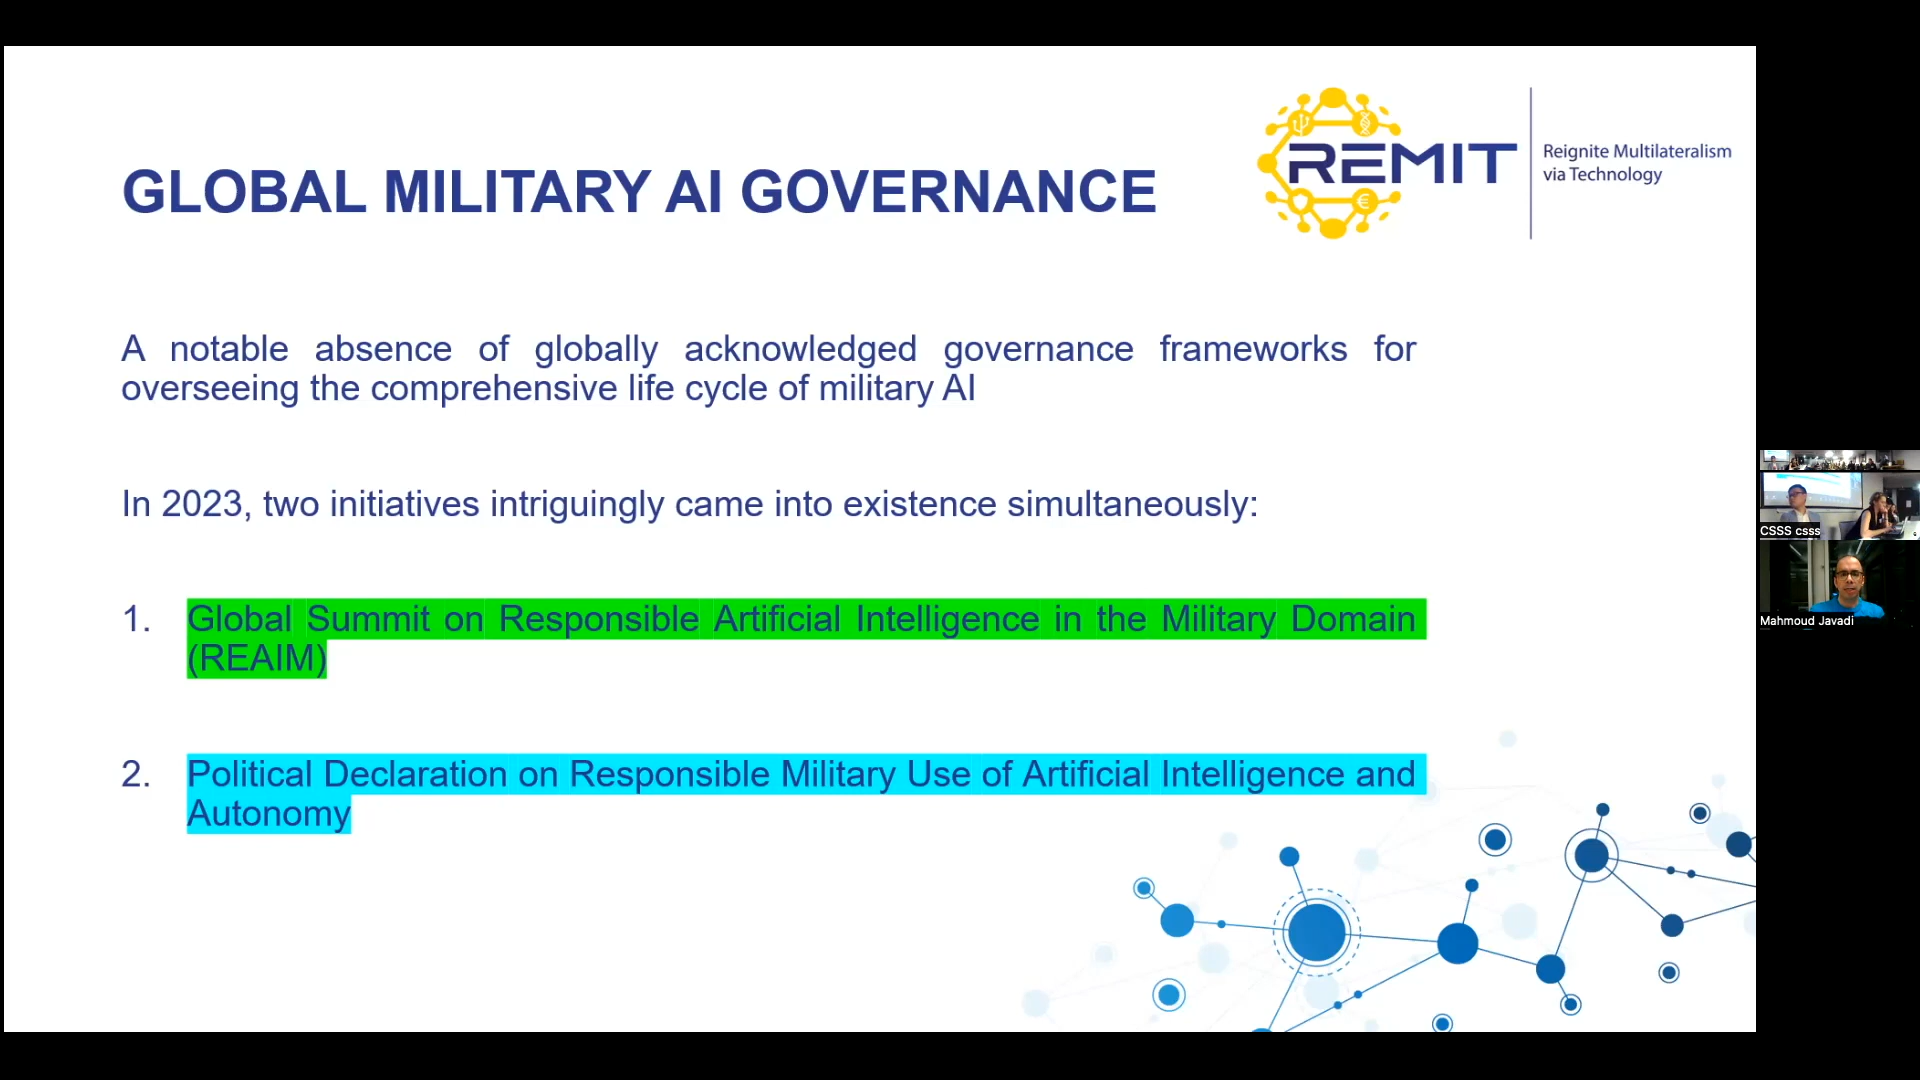 GLOBAL MILITARY AI GOVERNANCE
REMIT
Reignite Multilateralism
via Technology
A notable absence of globally acknowledged governance frameworks for
overseeing the comprehensive life cycle of military AI
In 2023, two initiatives intriguingly came into existence simultaneously:
1. Global Summit on Responsible Artificial Intelligence in the Military Domain
(REAIM)
2. Political Declaration on Responsible Military Use of Artificial Intelligence and
Autonomy
CSSS csss
Mahmoud Javadi